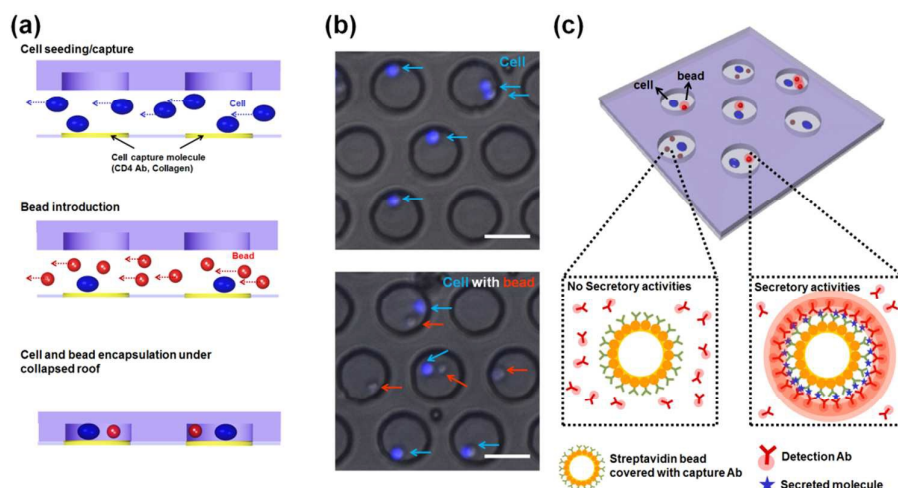 (a)
Cell seeding/capture
Cell
Cell capture molecule
(CD4 Ab, Collagen)
Bead introduction
Bead
Cell and bead encapsulation under
collapsed roof
(b)
Cell
Cell with bead
(c)
cell
bead
No Secretory activities
Secretory activities
Streptavidin bead
covered with capture Ab
Detection Ab
Secreted molecule